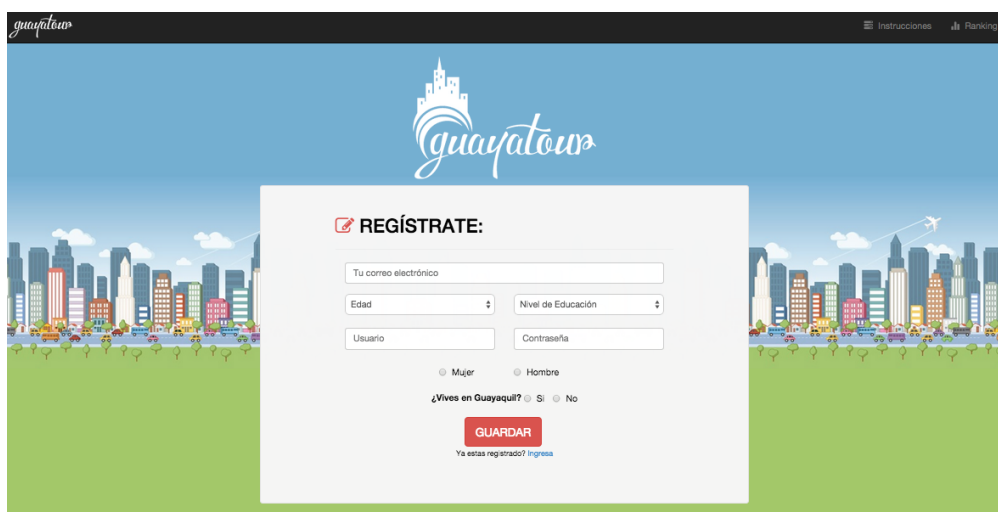 guayatour Instrucciones Ranking
guayatour
REGÍSTRATE:
Tu correo electrónico
Edad Nivel de Educación
Usuario Contraseña
Mujer Hombre
¿Vives en Guayaquil? Si No
GUARDAR
Ya estas registrado? Ingresa